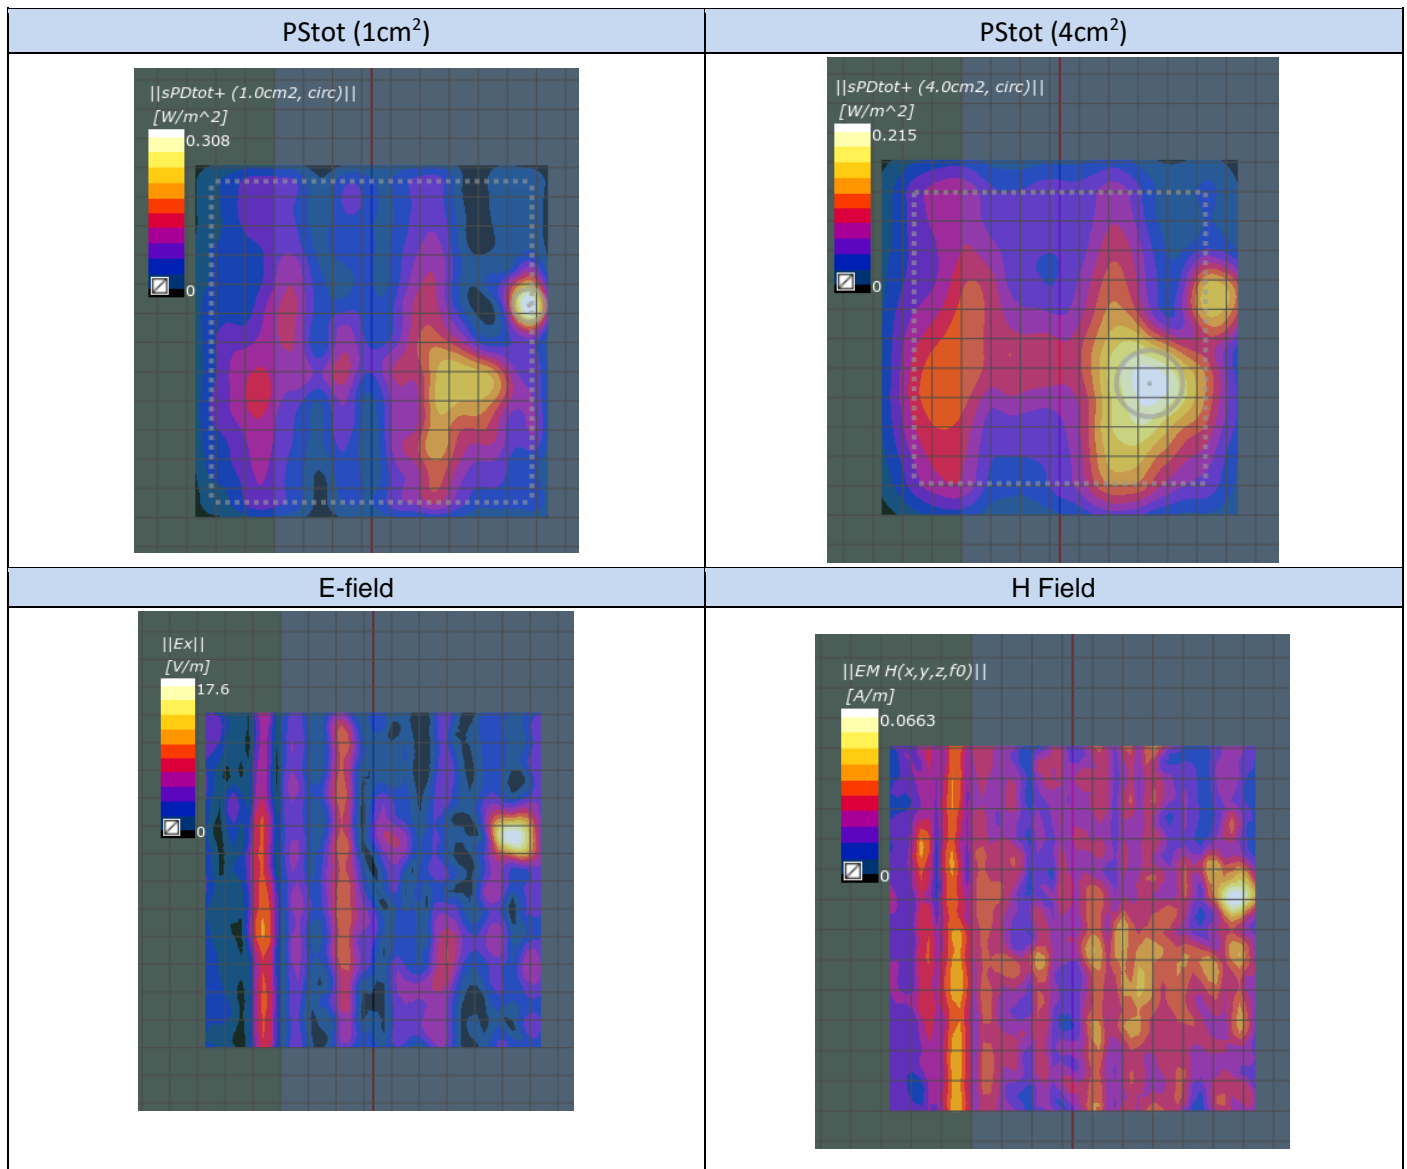 PStot (1cm²)
PStot (4cm²)
||sPDtot+ (1.0cm2, circ)||
[W/m^2]
0.308
0
||sPDtot+ (4.0cm2, circ)||
[W/m^2]
0.215
0
E-field
H Field
||Ex||
[V/m]
17.6
0
||EM H(x,y,z,f0)||
[A/m]
0.0663
0